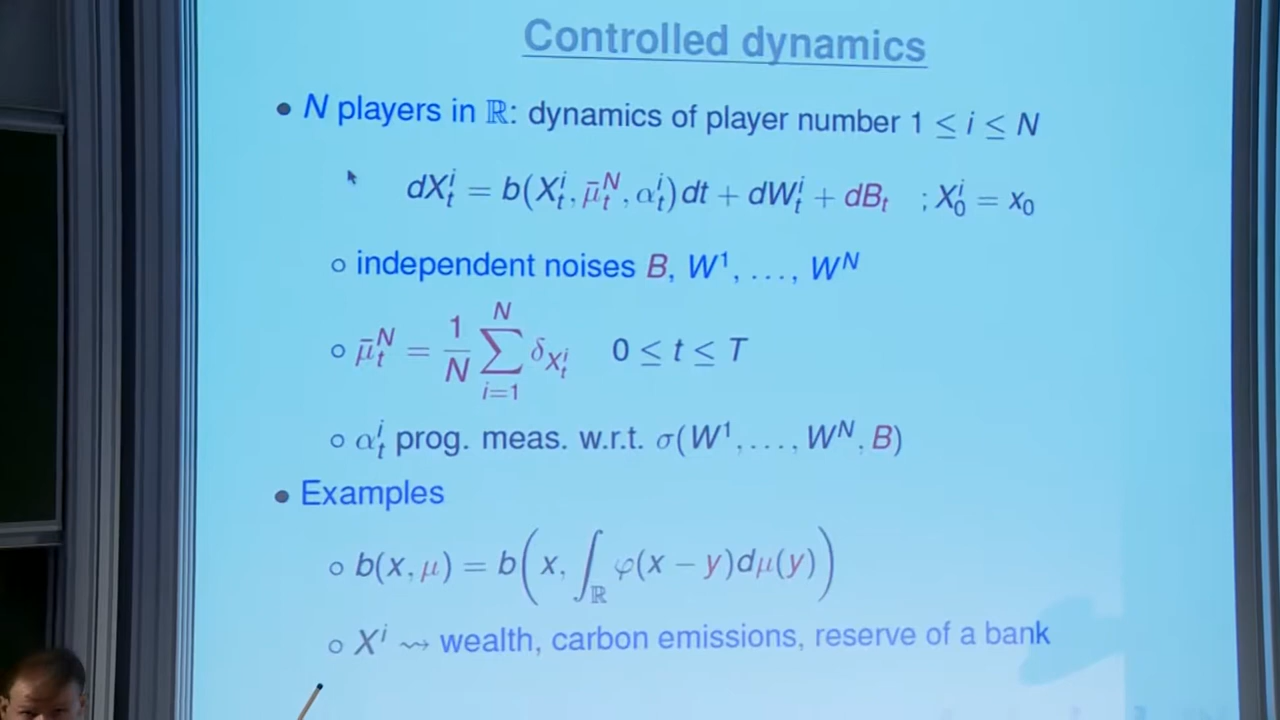 Controlled dynamics
• N players in ℝ: dynamics of player number 1 ≤ i ≤ N
dX_t^i = b(X_t^i, μ̄_t^N, α_t^i)dt + dW_t^i + dB_t ; X_0^i = x_0
○ independent noises B, W^1, ..., W^N
○ μ̄_t^N = \frac{1}{N} \sum_{i=1}^{N} δ_{X_t^i} 0 ≤ t ≤ T
○ α_t^i prog. meas. w.r.t. σ(W^1, ..., W^N, B)
• Examples
○ b(x, μ) = b(x, ∫_ℝ φ(x − y)dμ(y))
○ X^i ⇝ wealth, carbon emissions, reserve of a bank